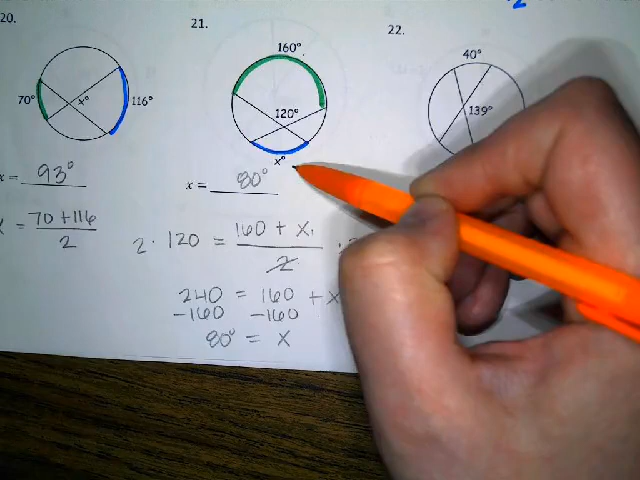 20.
70°
x°
116°
x = 93°
x = 70 + 116
2
21.
160°
120°
x°
x = 80°
2 · 120 = 160 + x
2
240 = 160 + x
-160 -160
80° = x
22.
40°
139°